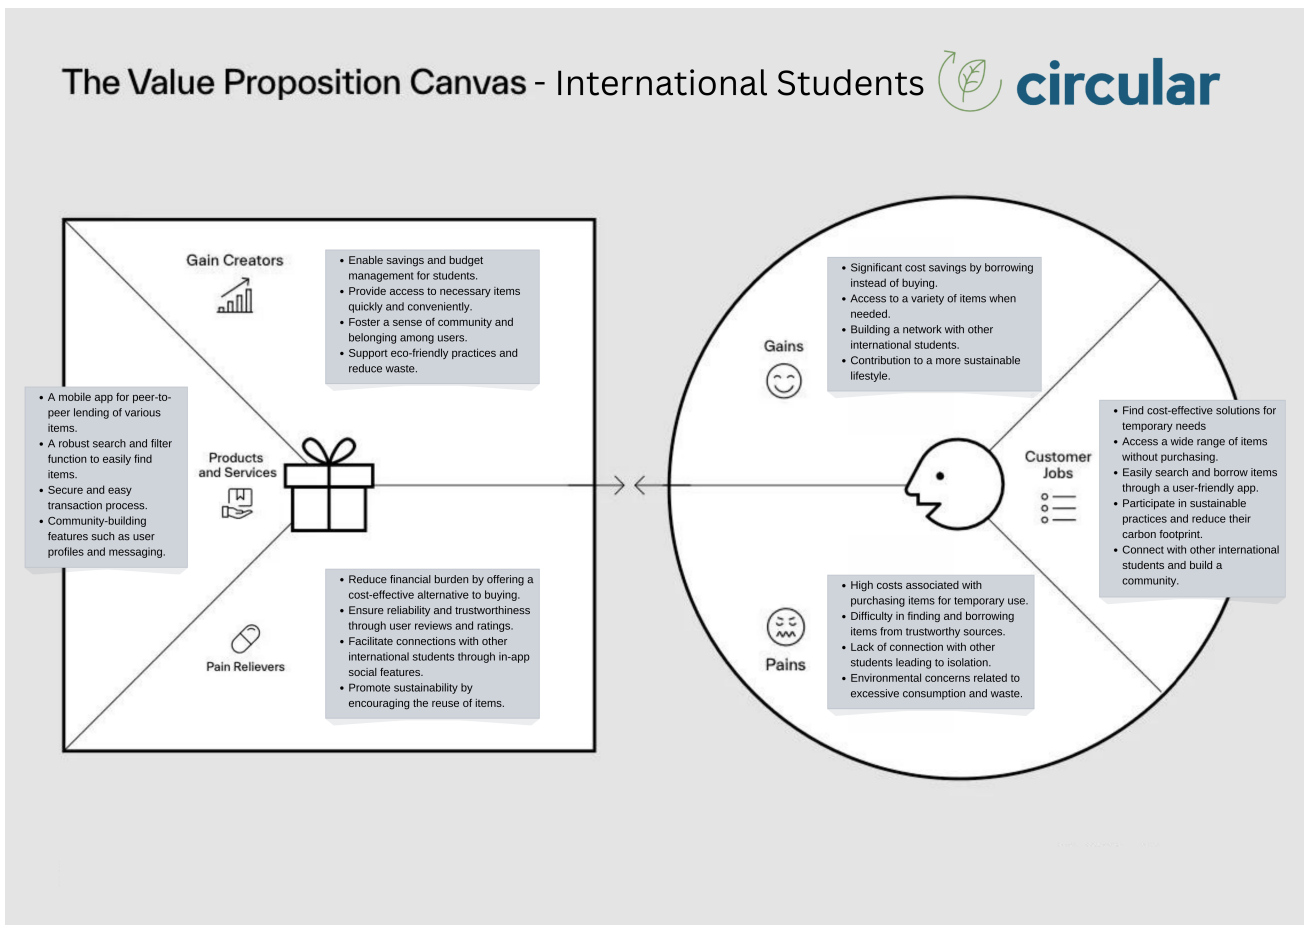 The Value Proposition Canvas - International Students
circular
Gain Creators
• Enable savings and budget
management for students.
• Provide access to necessary items
quickly and conveniently.
• Foster a sense of community and
belonging among users.
• Support eco-friendly practices and
reduce waste.
• A mobile app for peer-to-
peer lending of various
items.
• A robust search and filter
function to easily find
items.
• Secure and easy
transaction process.
• Community-building
features such as user
profiles and messaging.
Products
and Services
Pain Relievers
• Reduce financial burden by offering a
cost-effective alternative to buying.
• Ensure reliability and trustworthiness
through user reviews and ratings.
• Facilitate connections with other
international students through in-app
social features.
• Promote sustainability by
encouraging the reuse of items.
Gains
• Significant cost savings by borrowing
instead of buying.
• Access to a variety of items when
needed.
• Building a network with other
international students.
• Contribution to a more sustainable
lifestyle.
Customer
Jobs
• Find cost-effective solutions for
temporary needs
• Access a wide range of items
without purchasing.
• Easily search and borrow items
through a user-friendly app.
• Participate in sustainable
practices and reduce their
carbon footprint.
• Connect with other international
students and build a
community.
Pains
• High costs associated with
purchasing items for temporary use.
• Difficulty in finding and borrowing
items from trustworthy sources.
• Lack of connection with other
students leading to isolation.
• Environmental concerns related to
excessive consumption and waste.